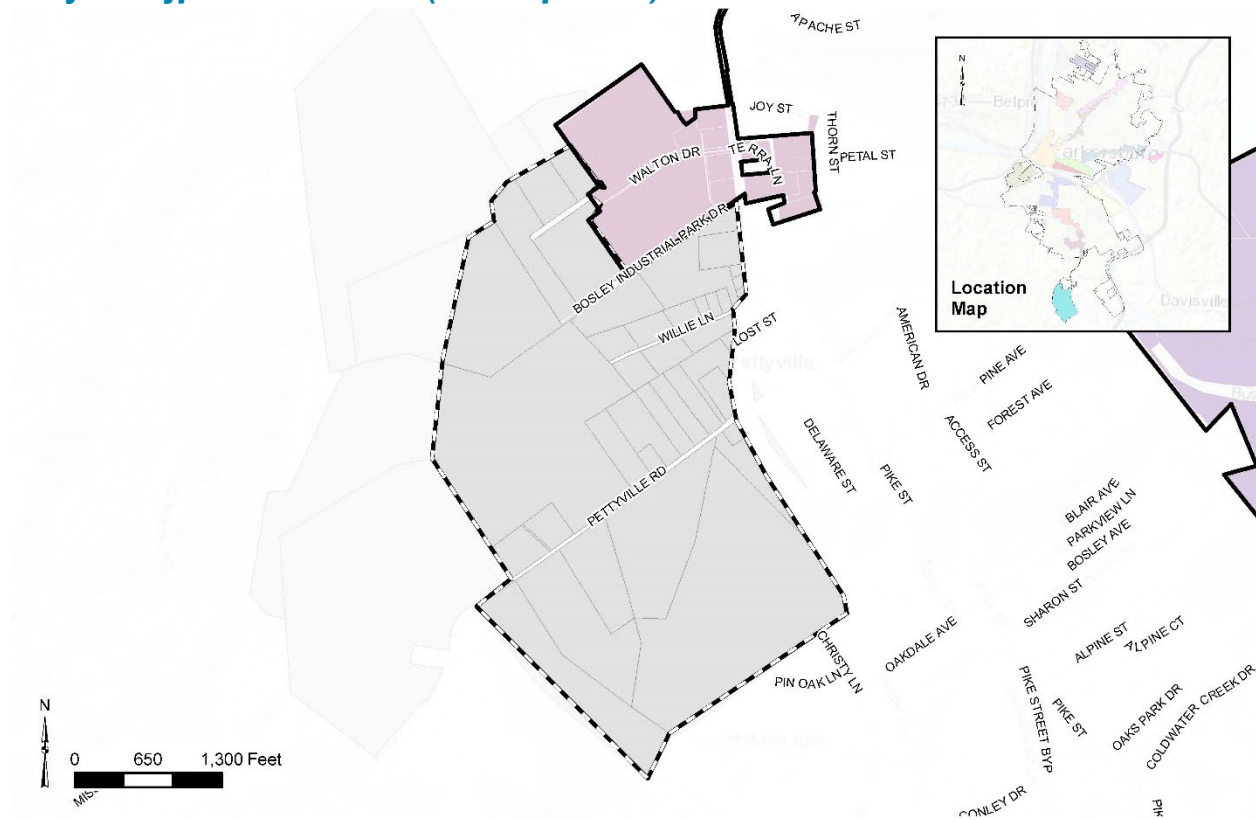 APACHE ST
JOY ST
THORN ST
PETAL ST
TERRA LN
WALTON DR
BOSLEY INDUSTRIAL PARK DR
WILLIE LN
LOST ST
PETTYVILLE RD
AMERICAN DR
PINE AVE
FOREST AVE
ACCESS ST
DELAWARE ST
PIKE ST
BLAIR AVE
PARKVIEW LN
BOSLEY AVE
SHARON ST
ALPINE ST
ALPINE CT
OAKDALE AVE
CHRISTY LN
PIN OAK LN
PIKE STREET BYP
PIKE ST
OAKS PARK DR
COLDWATER CREEK DR
CONLEY DR
PIK
N
0 650 1,300 Feet
N
Belpre
Davisville
Location
Map